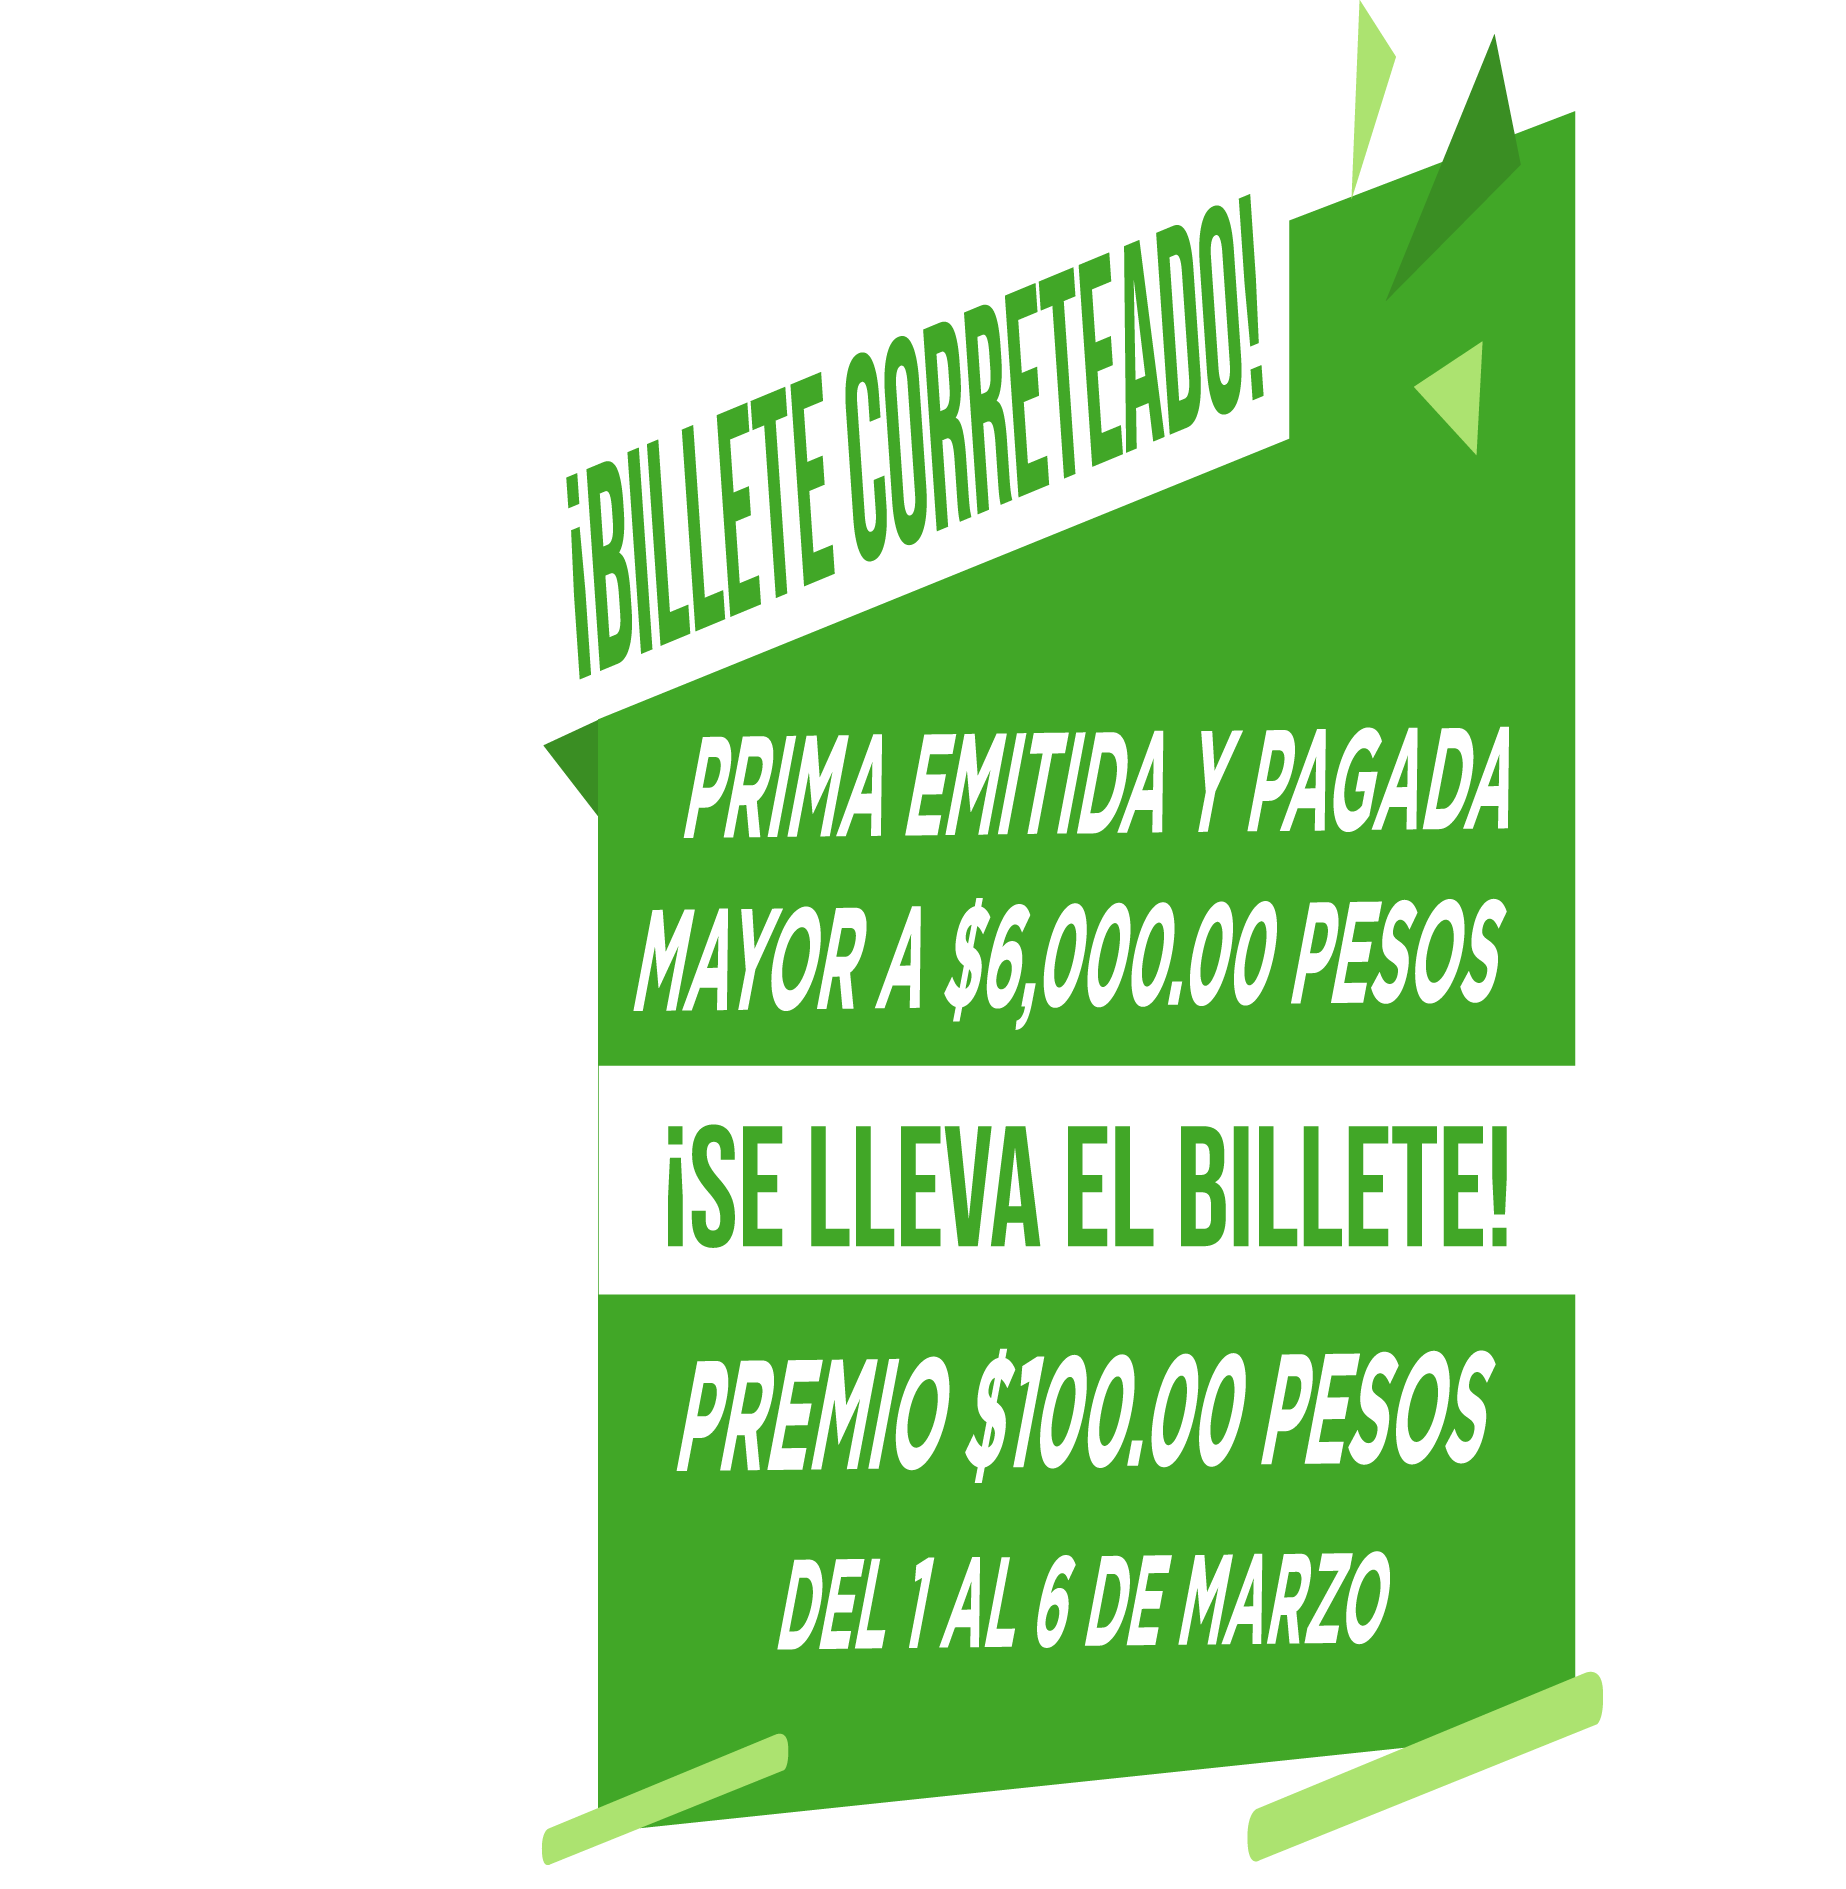 ¡BILLETE CORRETEADO!
PRIMA EMITIDA Y PAGADA
MAYOR A $6,000.00 PESOS
¡SE LLEVA EL BILLETE!
PREMIO $100.00 PESOS
DEL 1 AL 6 DE MARZO